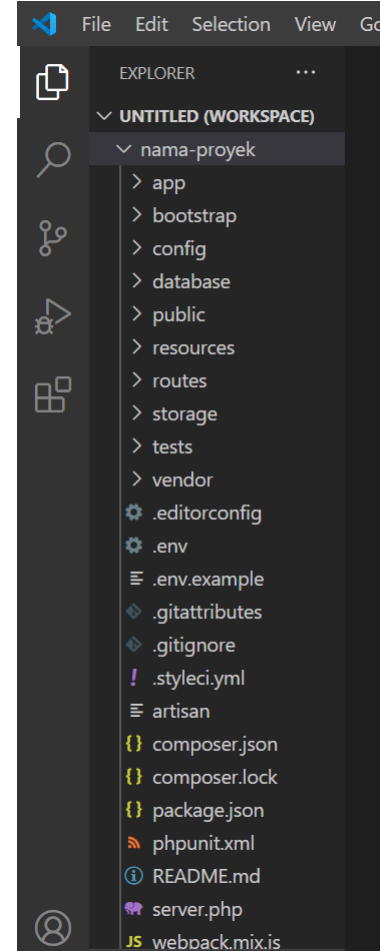 File Edit Selection View Go
EXPLORER ...
UNTITLED (WORKSPACE)
nama-proyek
app
bootstrap
config
database
public
resources
routes
storage
tests
vendor
.editorconfig
.env
.env.example
.gitattributes
.gitignore
! .styleci.yml
artisan
{} composer.json
{} composer.lock
{} package.json
phpunit.xml
README.md
server.php
JS webpack.mix.js